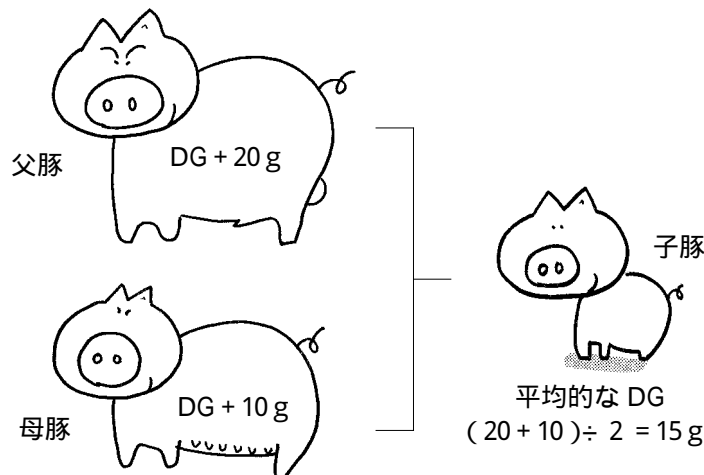 父豚
DG + 20 g
母豚
DG + 10 g
子豚
平均的な DG
( 20 + 10 ) ÷ 2 = 15 g